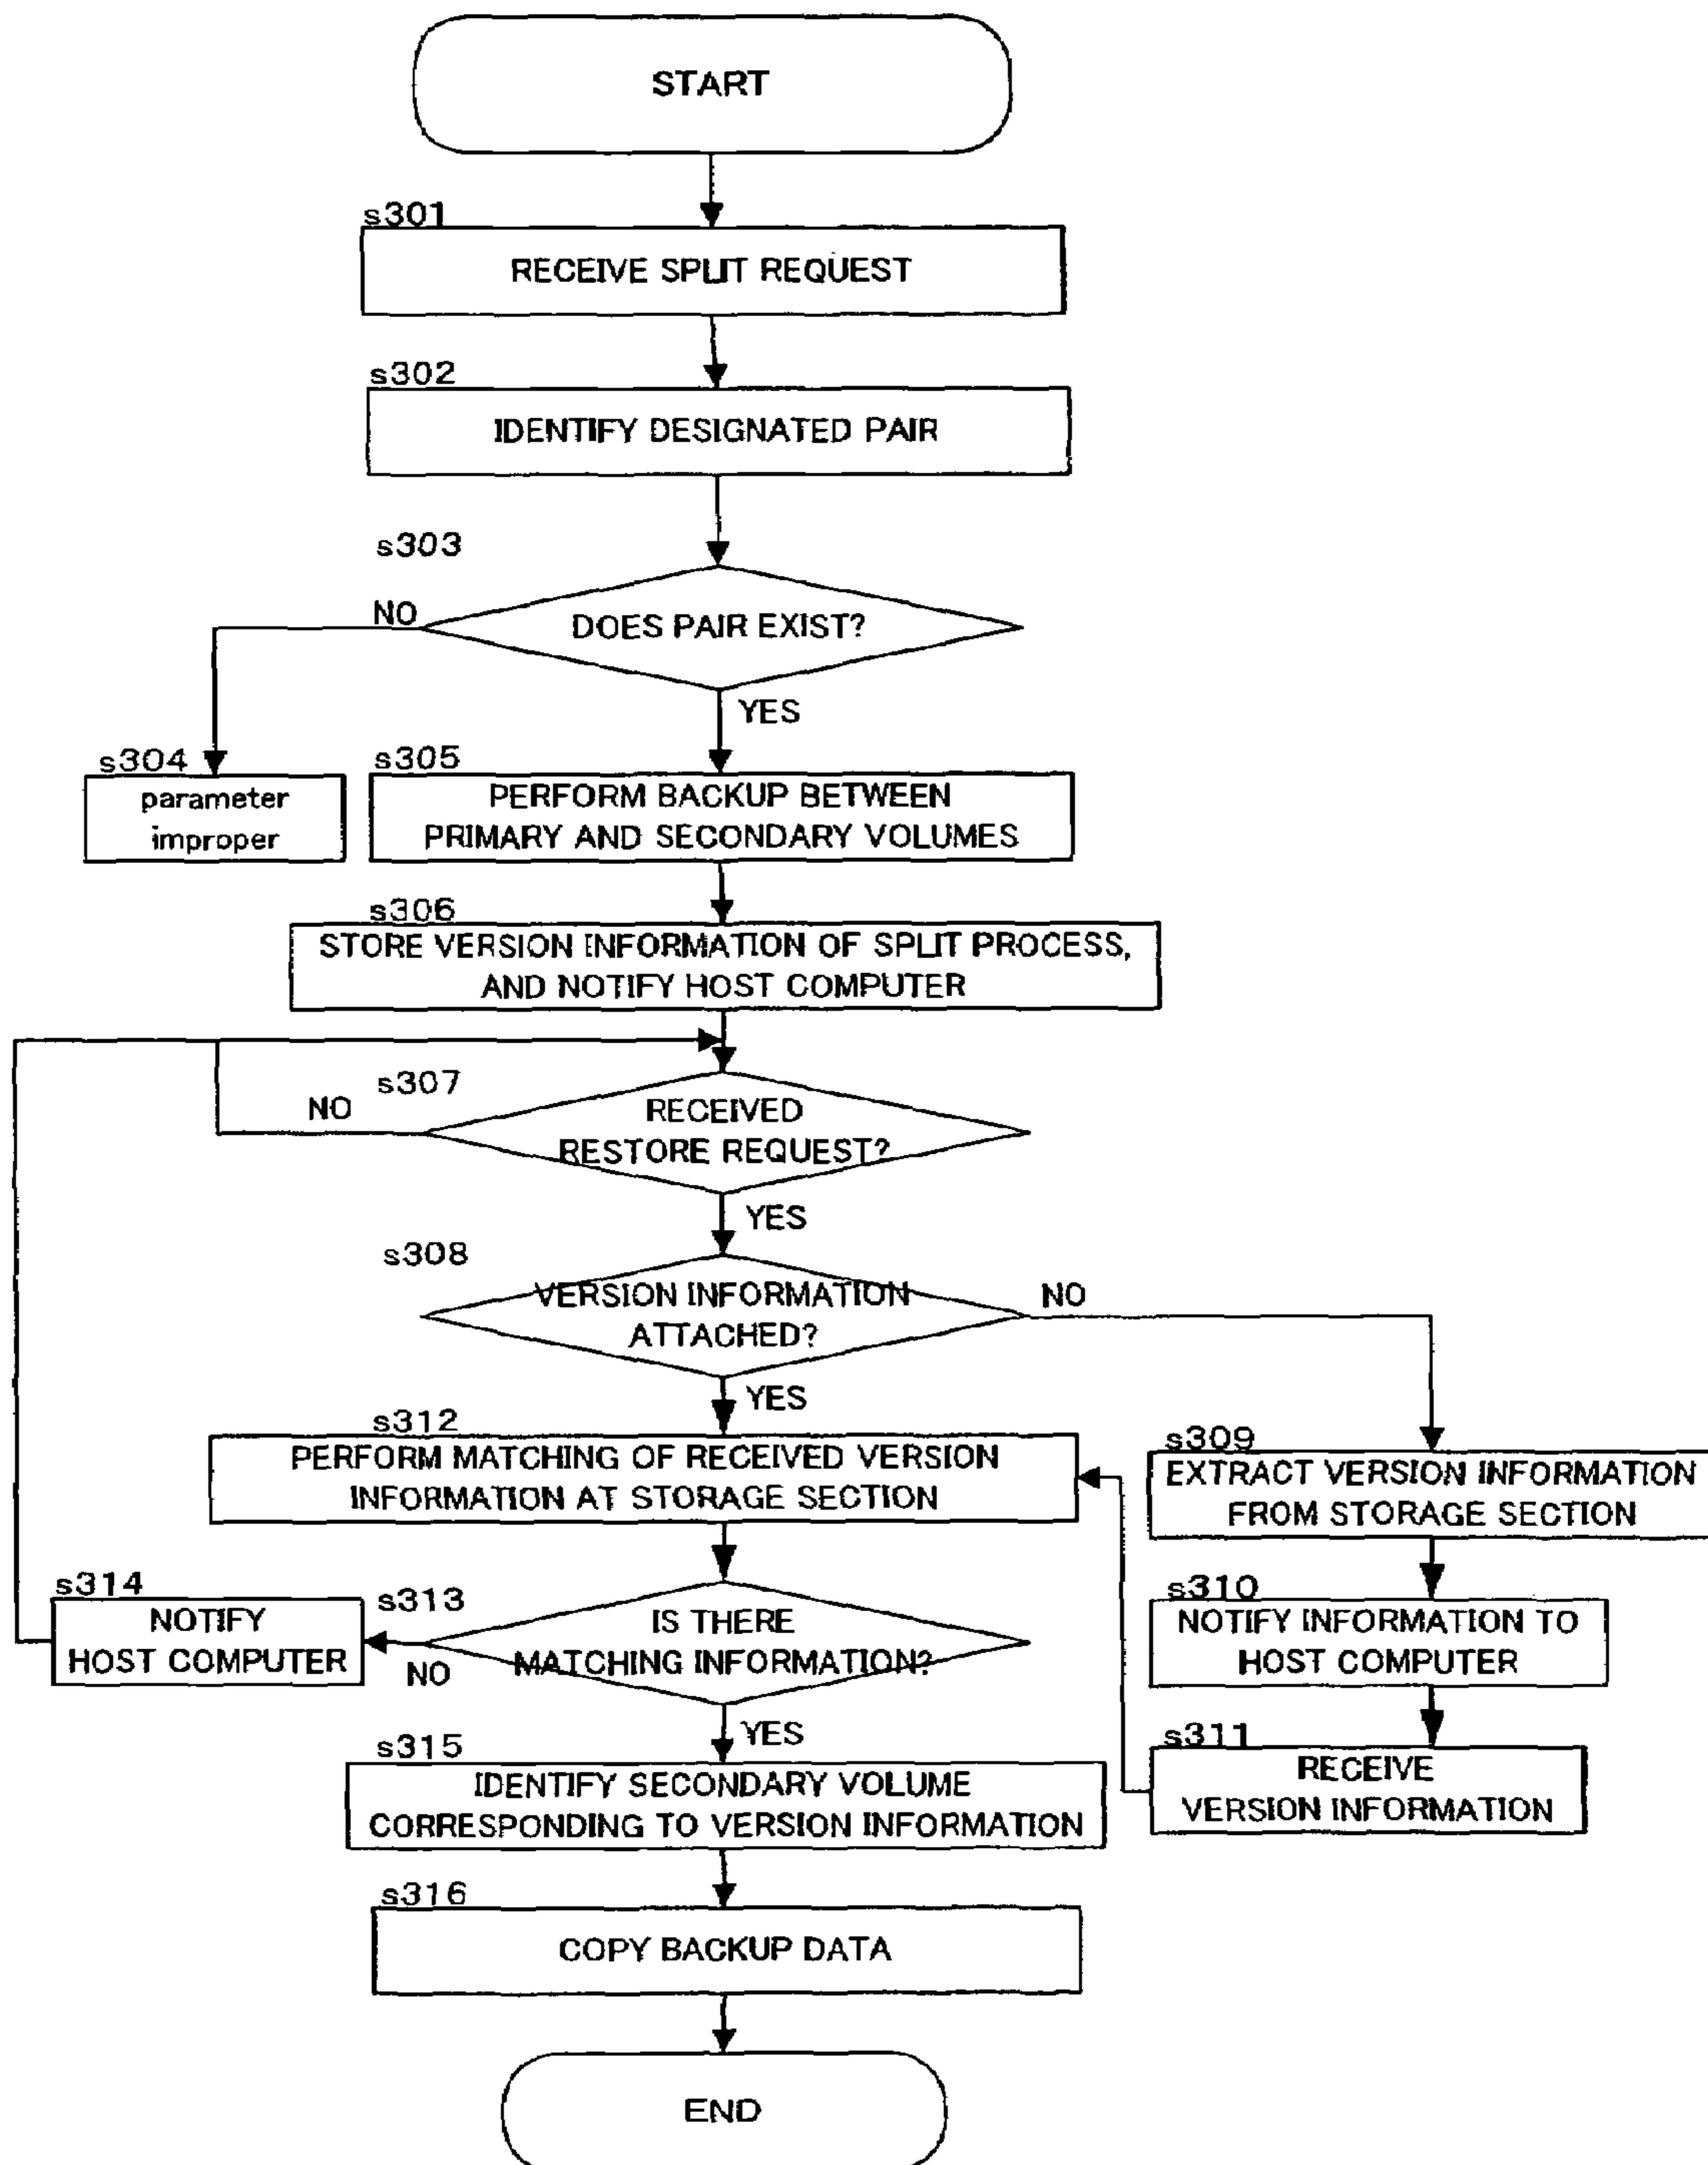 START
s301
RECEIVE SPLIT REQUEST
s302
IDENTIFY DESIGNATED PAIR
s303
NO
DOES PAIR EXIST?
YES
s304
parameter
improper
s305
PERFORM BACKUP BETWEEN
PRIMARY AND SECONDARY VOLUMES
s306
STORE VERSION INFORMATION OF SPLIT PROCESS,
AND NOTIFY HOST COMPUTER
s307
NO
RECEIVED
RESTORE REQUEST?
YES
s308
VERSION INFORMATION
ATTACHED?
NO
YES
s312
PERFORM MATCHING OF RECEIVED VERSION
INFORMATION AT STORAGE SECTION
s309
EXTRACT VERSION INFORMATION
FROM STORAGE SECTION
s310
NOTIFY INFORMATION TO
HOST COMPUTER
s311
RECEIVE
VERSION INFORMATION
s313
IS THERE
MATCHING INFORMATION?
NO
s314
NOTIFY
HOST COMPUTER
YES
s315
IDENTIFY SECONDARY VOLUME
CORRESPONDING TO VERSION INFORMATION
s316
COPY BACKUP DATA
END